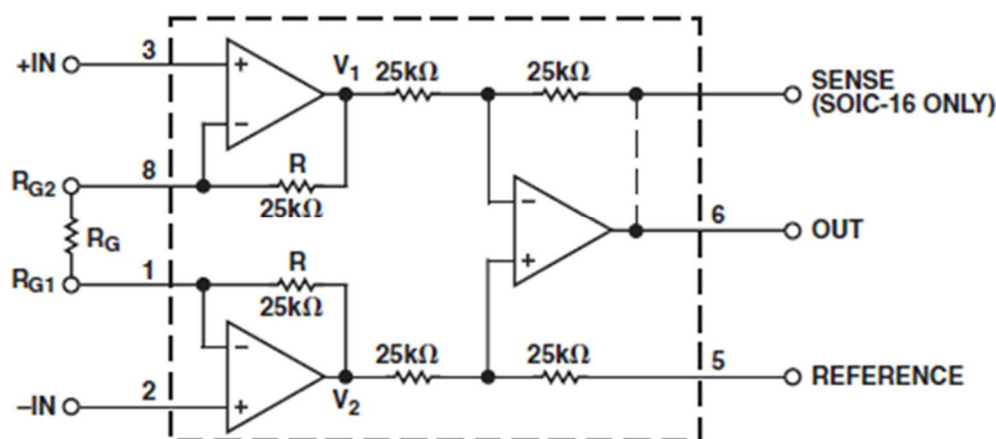 +IN
3
+
V1
25kΩ
25kΩ
SENSE
(SOIC-16 ONLY)
−
RG2
8
R
25kΩ
−
6
OUT
RG
+
RG1
1
R
25kΩ
−
25kΩ
25kΩ
5
REFERENCE
–IN
2
+
V2